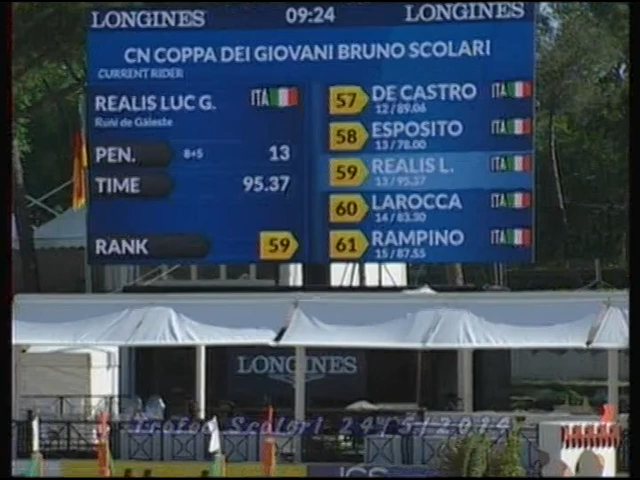 LONGINES 09:24 LONGINES
CN COPPA DEI GIOVANI BRUNO SCOLARI
CURRENT RIDER
REALIS LUC G. ITA
PEN. 8+5 13
TIME 95.37
RANK 59
57 DE CASTRO ITA
12 / 89.06
58 ESPOSITO ITA
13 / 78.00
59 REALIS L. ITA
13 / 95.37
60 LAROCCA ITA
14 / 83.30
61 RAMPINO ITA
15 / 87.55
LONGINES
Trofeo Scolari 24/5/2014